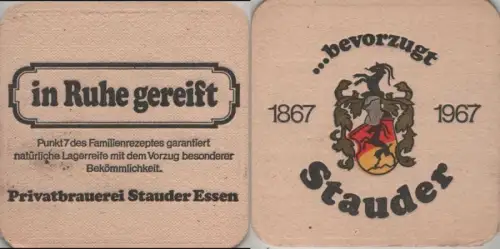 in Ruhe gereift
Punkt 7 des Familienrezeptes garantiert
natürliche Lagerreife mit dem Vorzug besonderer
Bekömmlichkeit.
Privatbrauerei Stauder Essen
...bevorzugt
1867 1967
Stauder